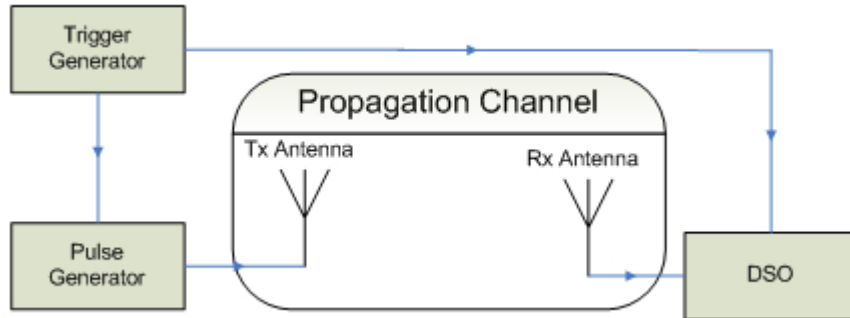 Trigger
Generator
Propagation Channel
Tx Antenna
Rx Antenna
Pulse
Generator
DSO